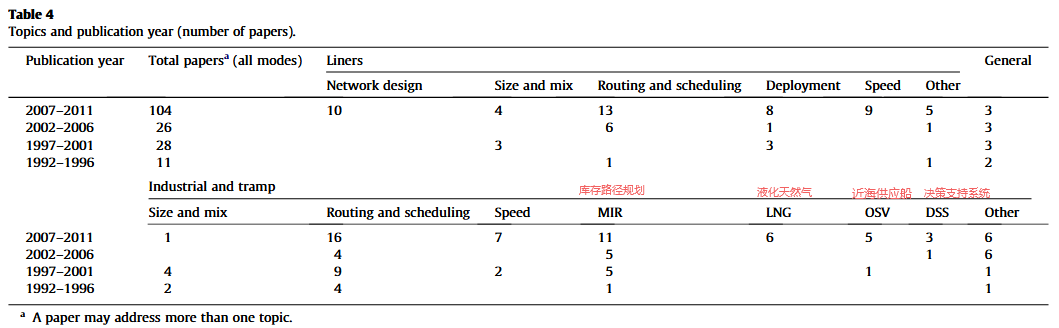 Table 4
Topics and publication year (number of papers).
Publication year Total papersᵃ (all modes) Liners General
Network design Size and mix Routing and scheduling Deployment Speed Other
2007–2011 104 10 4 13 8 9 5 3
2002–2006 26 6 1 1 3
1997–2001 28 3 3 3
1992–1996 11 1 1 2
Industrial and tramp 库存路径规划 液化天然气 近海供应船 决策支持系统
Size and mix Routing and scheduling Speed MIR LNG OSV DSS Other
2007–2011 1 16 7 11 6 5 3 6
2002–2006 4 5 1 6
1997–2001 4 9 2 5 1 1
1992–1996 2 4 1 1
ᵃ A paper may address more than one topic.